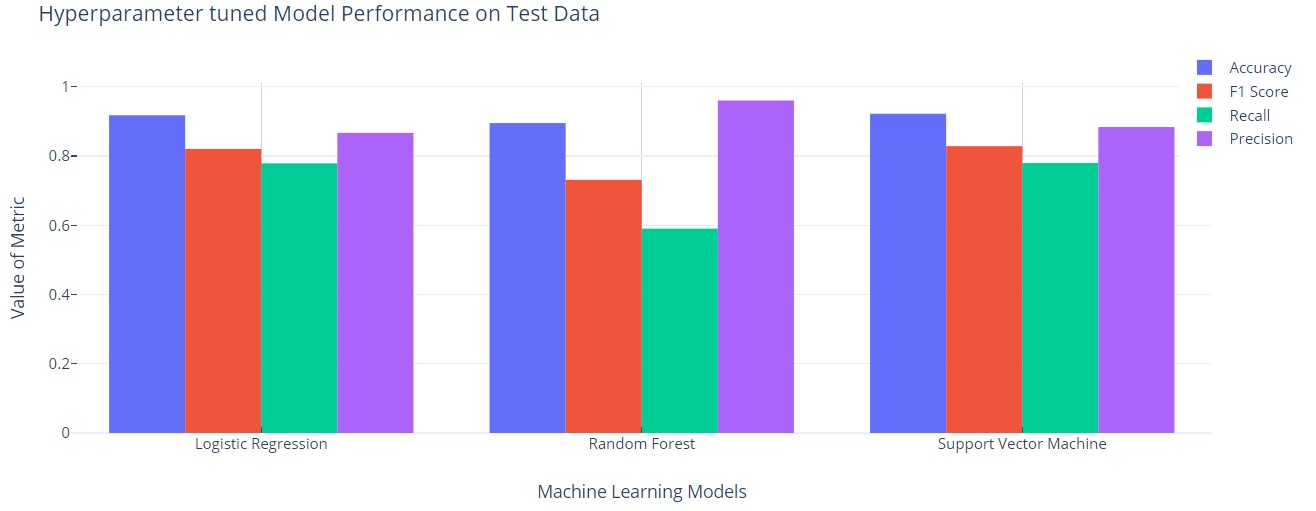 Hyperparameter tuned Model Performance on Test Data
Accuracy
F1 Score
Recall
Precision
Value of Metric
1
0.8
0.6
0.4
0.2
0
Logistic Regression
Random Forest
Support Vector Machine
Machine Learning Models